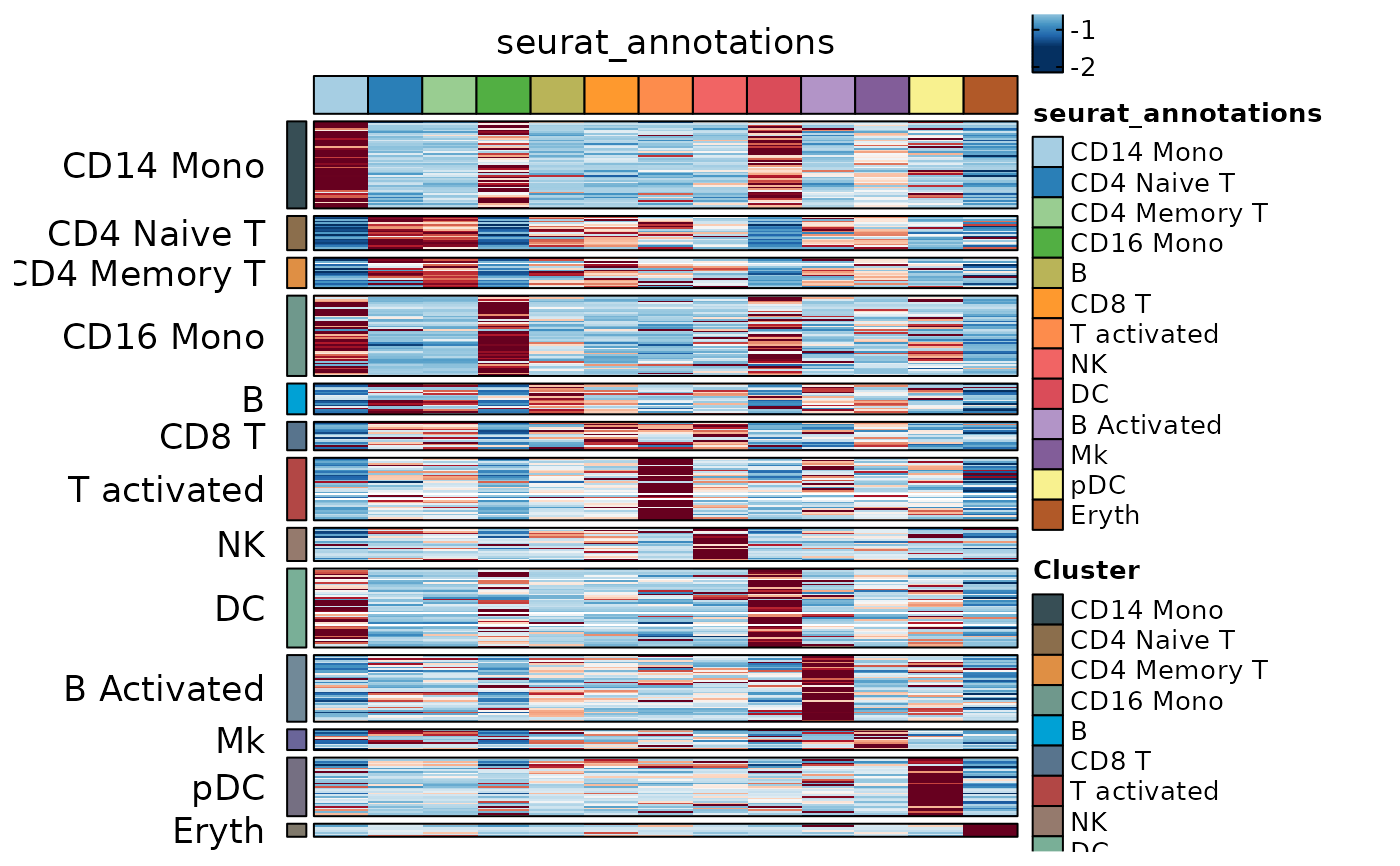 seurat_annotations
CD14 Mono
CD4 Naive T
CD4 Memory T
CD16 Mono
B
CD8 T
T activated
NK
DC
B Activated
Mk
pDC
Eryth
-1
-2
seurat_annotations
CD14 Mono
CD4 Naive T
CD4 Memory T
CD16 Mono
B
CD8 T
T activated
NK
DC
B Activated
Mk
pDC
Eryth
Cluster
CD14 Mono
CD4 Naive T
CD4 Memory T
CD16 Mono
B
CD8 T
T activated
NK
DC